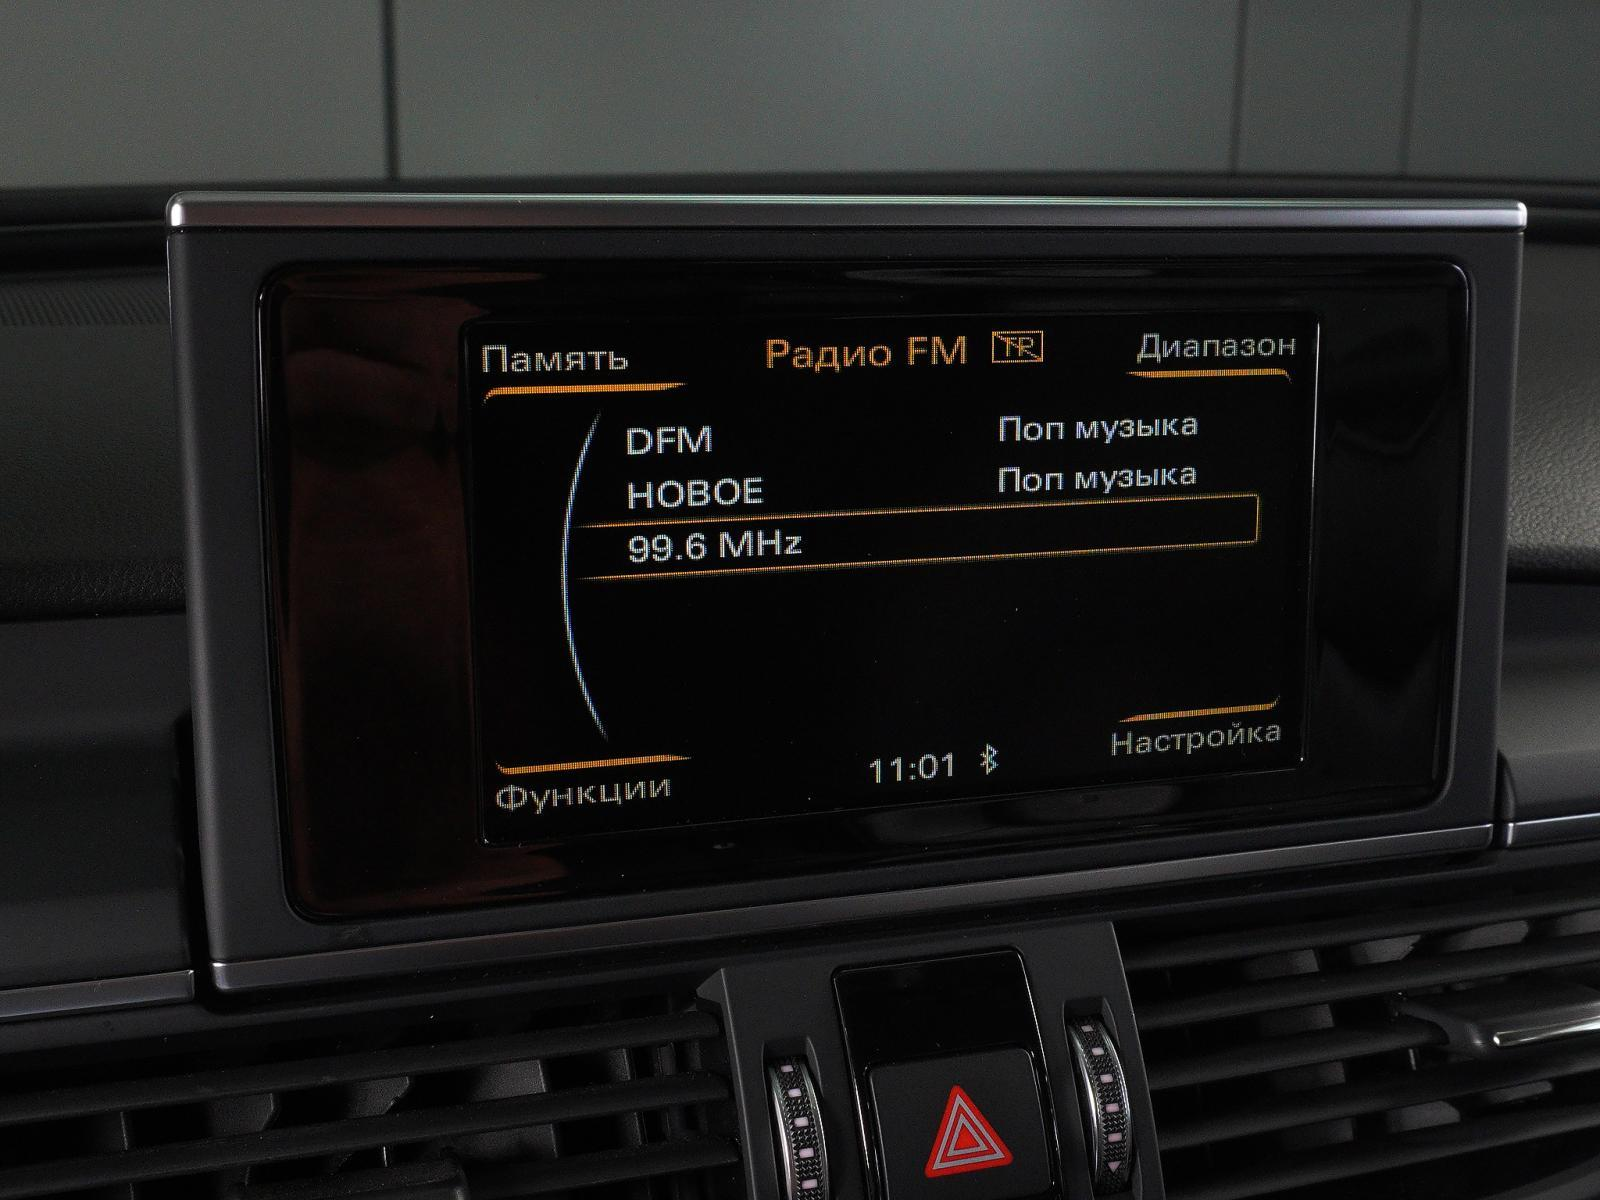 Память Радио FM TP Диапазон
DFM Поп музыка
НОВОЕ Поп музыка
99.6 MHz
Функции 11:01 Настройка